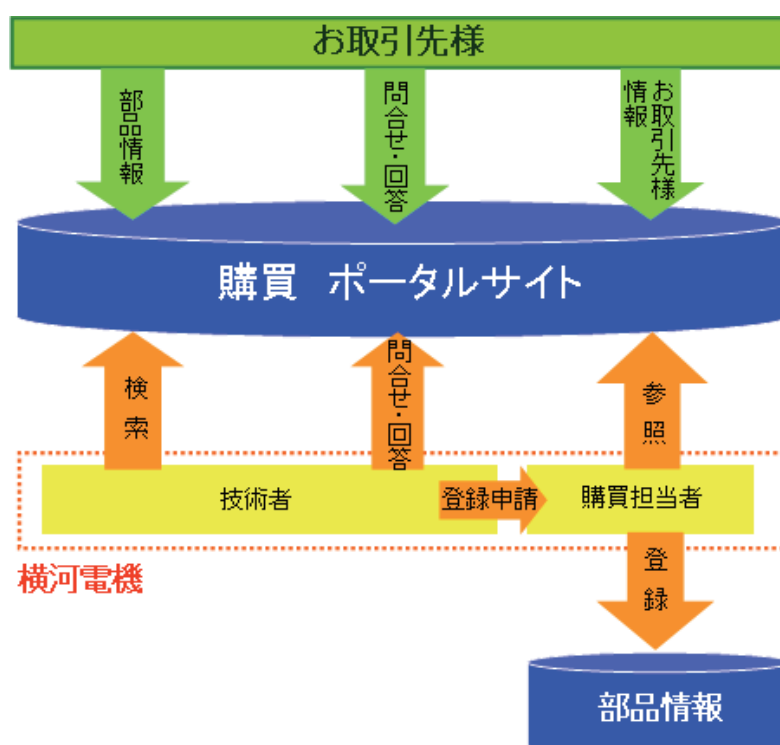 お取引先様
部品情報
問合せ・回答
お取引先様
情報
購買 ポータルサイト
検索
問合せ・回答
参照
技術者
登録申請
購買担当者
横河電機
登録
部品情報